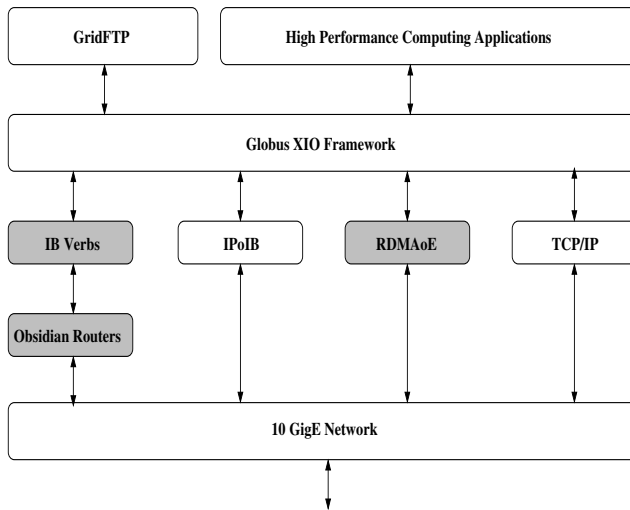 GridFTP
High Performance Computing Applications
Globus XIO Framework
IB Verbs
IPoIB
RDMAoE
TCP/IP
Obsidian Routers
10 GigE Network